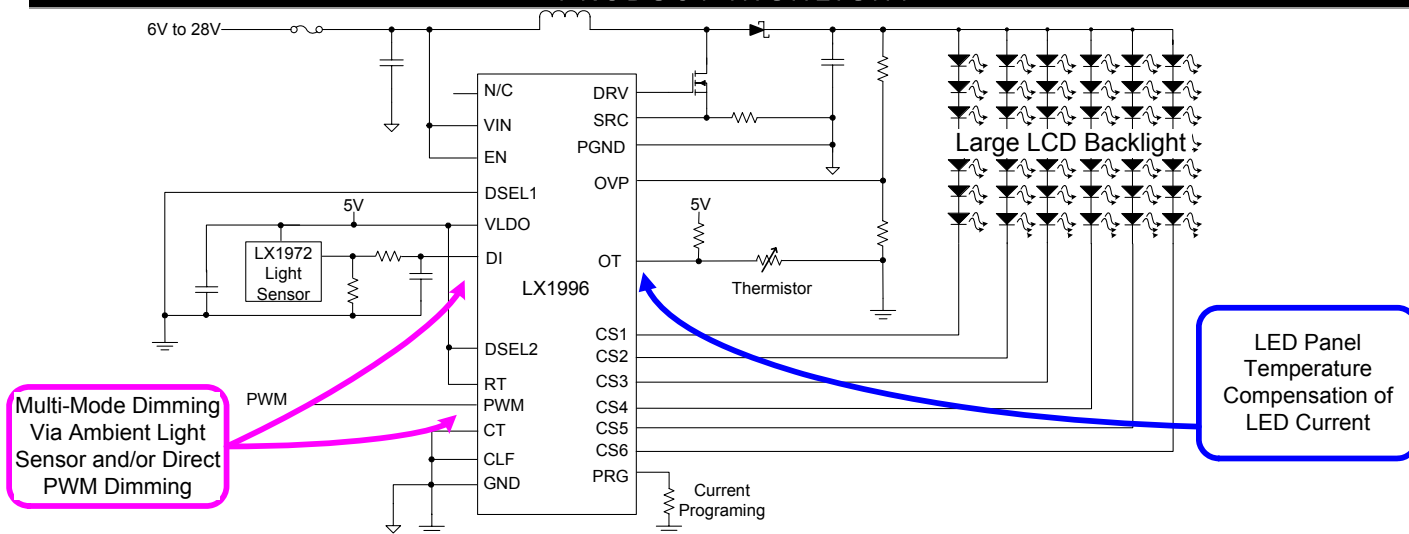 PRODUCT HIGHLIGHT
6V to 28V
N/C
VIN
EN
DSEL1
VLDO
DI
DSEL2
RT
PWM
CT
CLF
GND
LX1996
DRV
SRC
PGND
OVP
OT
CS1
CS2
CS3
CS4
CS5
CS6
PRG
5V
LX1972
Light
Sensor
PWM
5V
Thermistor
Current
Programing
Large LCD Backlight
Multi-Mode Dimming
Via Ambient Light
Sensor and/or Direct
PWM Dimming
LED Panel
Temperature
Compensation of
LED Current